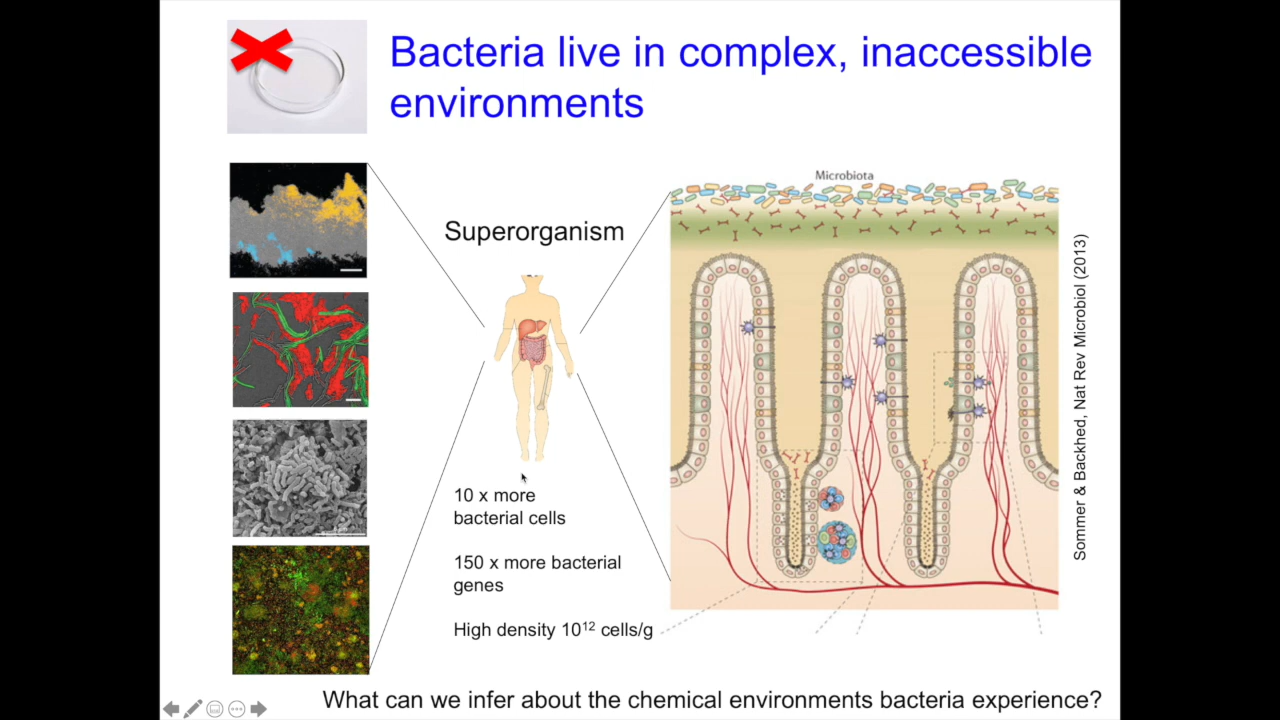 Bacteria live in complex, inaccessible
environments
Microbiota
Superorganism
10 x more
bacterial cells
150 x more bacterial
genes
High density 10¹² cells/g
Sommer & Backhed, Nat Rev Microbiol (2013)
What can we infer about the chemical environments bacteria experience?